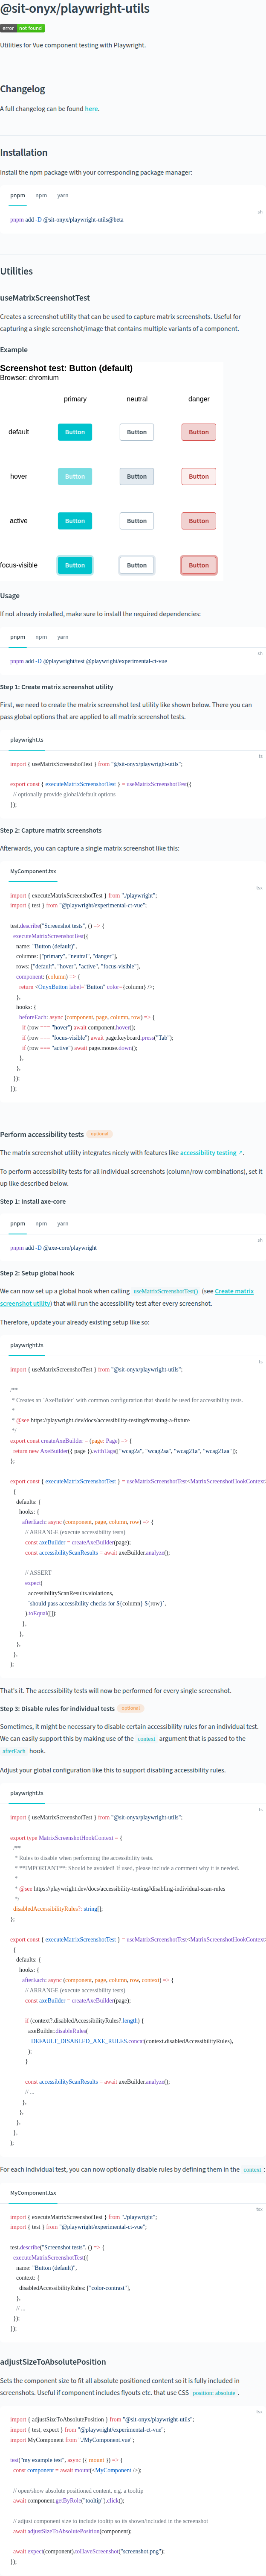 @sit-onyx/playwright-utils
error not found
Utilities for Vue component testing with Playwright.
Changelog
A full changelog can be found here.
Installation
Install the npm package with your corresponding package manager:
pnpm npm yarn
sh
pnpm add -D @sit-onyx/playwright-utils@beta
Utilities
useMatrixScreenshotTest
Creates a screenshot utility that can be used to capture matrix screenshots. Useful for
capturing a single screenshot/image that contains multiple variants of a component.
Example
Screenshot test: Button (default)
Browser: chromium
primary neutral danger
default Button Button Button
hover Button Button Button
active Button Button Button
focus-visible Button Button Button
Usage
If not already installed, make sure to install the required dependencies:
pnpm npm yarn
sh
pnpm add -D @playwright/test @playwright/experimental-ct-vue
Step 1: Create matrix screenshot utility
First, we need to create the matrix screenshot test utility like shown below. There you can
pass global options that are applied to all matrix screenshot tests.
playwright.ts
ts
import { useMatrixScreenshotTest } from "@sit-onyx/playwright-utils";
export const { executeMatrixScreenshotTest } = useMatrixScreenshotTest({
// optionally provide global/default options
});
Step 2: Capture matrix screenshots
Afterwards, you can capture a single matrix screenshot like this:
MyComponent.tsx
tsx
import { executeMatrixScreenshotTest } from "./playwright";
import { test } from "@playwright/experimental-ct-vue";
test.describe("Screenshot tests", () => {
executeMatrixScreenshotTest({
name: "Button (default)",
columns: ["primary", "neutral", "danger"],
rows: ["default", "hover", "active", "focus-visible"],
component: (column) => {
return <OnyxButton label="Button" color={column} />;
},
hooks: {
beforeEach: async (component, page, column, row) => {
if (row === "hover") await component.hover();
if (row === "focus-visible") await page.keyboard.press("Tab");
if (row === "active") await page.mouse.down();
},
},
});
});
Perform accessibility tests optional
The matrix screenshot utility integrates nicely with features like accessibility testing ↗.
To perform accessibility tests for all individual screenshots (column/row combinations), set it
up like described below.
Step 1: Install axe-core
pnpm npm yarn
sh
pnpm add -D @axe-core/playwright
Step 2: Setup global hook
We can now set up a global hook when calling useMatrixScreenshotTest() (see Create matrix
screenshot utility) that will run the accessibility test after every screenshot.
Therefore, update your already existing setup like so:
playwright.ts
ts
import { useMatrixScreenshotTest } from "@sit-onyx/playwright-utils";
/**
* Creates an `AxeBuilder` with common configuration that should be used for accessibility tests.
*
* @see https://playwright.dev/docs/accessibility-testing#creating-a-fixture
*/
export const createAxeBuilder = (page: Page) => {
return new AxeBuilder({ page }).withTags(["wcag2a", "wcag2aa", "wcag21a", "wcag21aa"]);
};
export const { executeMatrixScreenshotTest } = useMatrixScreenshotTest<MatrixScreenshotHookContext
{
defaults: {
hooks: {
afterEach: async (component, page, column, row) => {
// ARRANGE (execute accessibility tests)
const axeBuilder = createAxeBuilder(page);
const accessibilityScanResults = await axeBuilder.analyze();
// ASSERT
expect(
accessibilityScanResults.violations,
`should pass accessibility checks for ${column} ${row}`,
).toEqual([]);
},
},
},
},
);
That's it. The accessibility tests will now be performed for every single screenshot.
Step 3: Disable rules for individual tests optional
Sometimes, it might be necessary to disable certain accessibility rules for an individual test.
We can easily support this by making use of the context argument that is passed to the
afterEach hook.
Adjust your global configuration like this to support disabling accessibility rules.
playwright.ts
ts
import { useMatrixScreenshotTest } from "@sit-onyx/playwright-utils";
export type MatrixScreenshotHookContext = {
/**
* Rules to disable when performing the accessibility tests.
* **IMPORTANT**: Should be avoided! If used, please include a comment why it is needed.
*
* @see https://playwright.dev/docs/accessibility-testing#disabling-individual-scan-rules
*/
disabledAccessibilityRules?: string[];
};
export const { executeMatrixScreenshotTest } = useMatrixScreenshotTest<MatrixScreenshotHookContext
{
defaults: {
hooks: {
afterEach: async (component, page, column, row, context) => {
// ARRANGE (execute accessibility tests)
const axeBuilder = createAxeBuilder(page);
if (context?.disabledAccessibilityRules?.length) {
axeBuilder.disableRules(
DEFAULT_DISABLED_AXE_RULES.concat(context.disabledAccessibilityRules),
);
}
const accessibilityScanResults = await axeBuilder.analyze();
// ...
},
},
},
},
);
For each individual test, you can now optionally disable rules by defining them in the context :
MyComponent.tsx
tsx
import { executeMatrixScreenshotTest } from "./playwright";
import { test } from "@playwright/experimental-ct-vue";
test.describe("Screenshot tests", () => {
executeMatrixScreenshotTest({
name: "Button (default)",
context: {
disabledAccessibilityRules: ["color-contrast"],
},
// ...
});
});
adjustSizeToAbsolutePosition
Sets the component size to fit all absolute positioned content so it is fully included in
screenshots. Useful if component includes flyouts etc. that use CSS position: absolute .
tsx
import { adjustSizeToAbsolutePosition } from "@sit-onyx/playwright-utils";
import { test, expect } from "@playwright/experimental-ct-vue";
import MyComponent from "./MyComponent.vue";
test("my example test", async ({ mount }) => {
const component = await mount(<MyComponent />);
// open/show absolute positioned content, e.g. a tooltip
await component.getByRole("tooltip").click();
// adjust component size to include tooltip so its shown/included in the screenshot
await adjustSizeToAbsolutePosition(component);
await expect(component).toHaveScreenshot("screenshot.png");
});